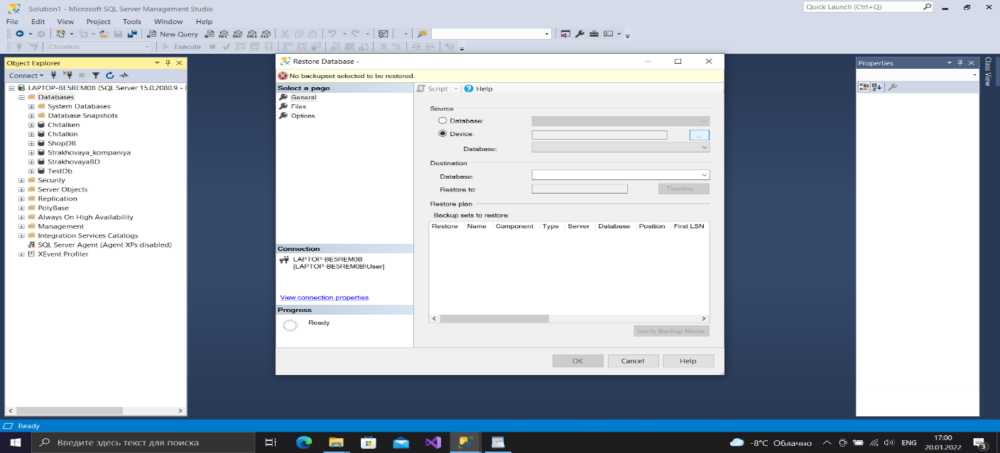 Solution1 - Microsoft SQL Server Management Studio
Quick Launch (Ctrl+Q)
File Edit View Project Tools Window Help
New Query
MDX DMX XMLA DAX
Chitalkin
Execute
Object Explorer
Connect
LAPTOP-BE5REM0B (SQL Server 15.0.2080.9 - 
Databases
System Databases
Database Snapshots
Chitalken
Chitalkin
ShopDB
Strakhovaya_kompaniya
StrakhovayaBD
TestDb
Security
Server Objects
Replication
PolyBase
Always On High Availability
Management
Integration Services Catalogs
SQL Server Agent (Agent XPs disabled)
XEvent Profiler
Restore Database -
No backupset selected to be restored.
Select a page
General
Files
Options
Connection
LAPTOP-BE5REM0B
[LAPTOP-BE5REM0B\User]
View connection properties
Progress
Ready
Script Help
Source
Database:
Device:
...
Database:
Destination
Database:
Restore to:
Timeline...
Restore plan
Backup sets to restore:
Restore Name Component Type Server Database Position First LSN
Verify Backup Media
OK Cancel Help
Properties
Class View
Ready
Введите здесь текст для поиска
-8°C Облачно
ENG
17:00
20.01.2022
3